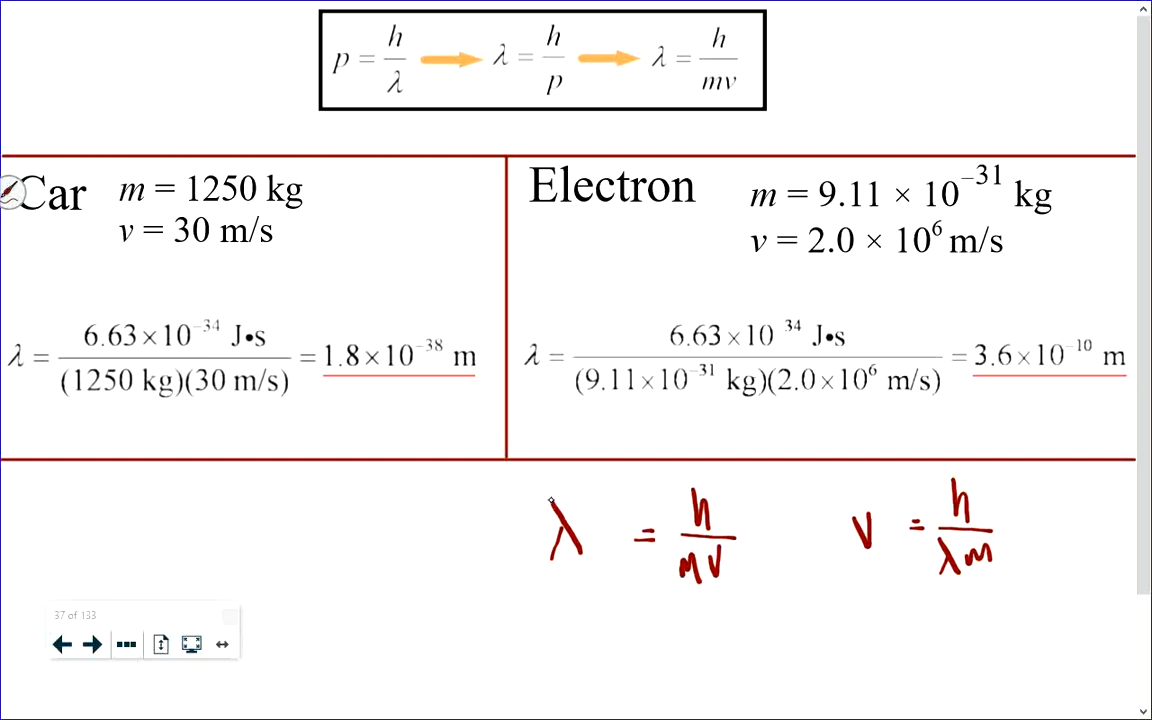 p = h/λ → λ = h/p → λ = h/mv
Car m = 1250 kg
v = 30 m/s
λ = 6.63×10⁻³⁴ J•s / (1250 kg)(30 m/s) = 1.8×10⁻³⁸ m
Electron m = 9.11 × 10⁻³¹ kg
v = 2.0 × 10⁶ m/s
λ = 6.63×10 ³⁴ J•s / (9.11×10⁻³¹ kg)(2.0×10⁶ m/s) = 3.6×10⁻¹⁰ m
λ = h/mv v = h/λm
37 of 133